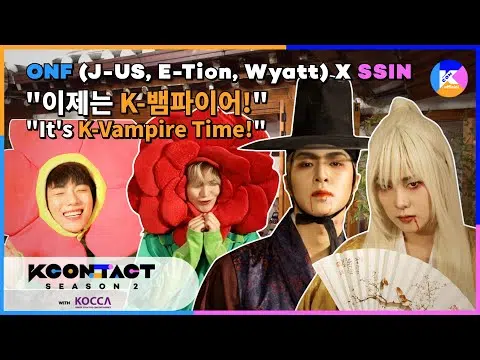 ONF (J-US, E-Tion, Wyatt) X SSIN
"이제는 K-뱀파이어!"
"It's K-Vampire Time!"
KCONTACT
SEASON 2
WITH KOCCA